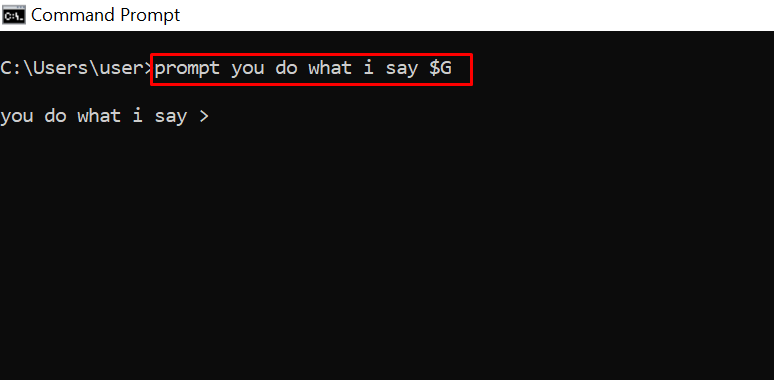 Command Prompt
C:\Users\user>prompt you do what i say $G
you do what i say >